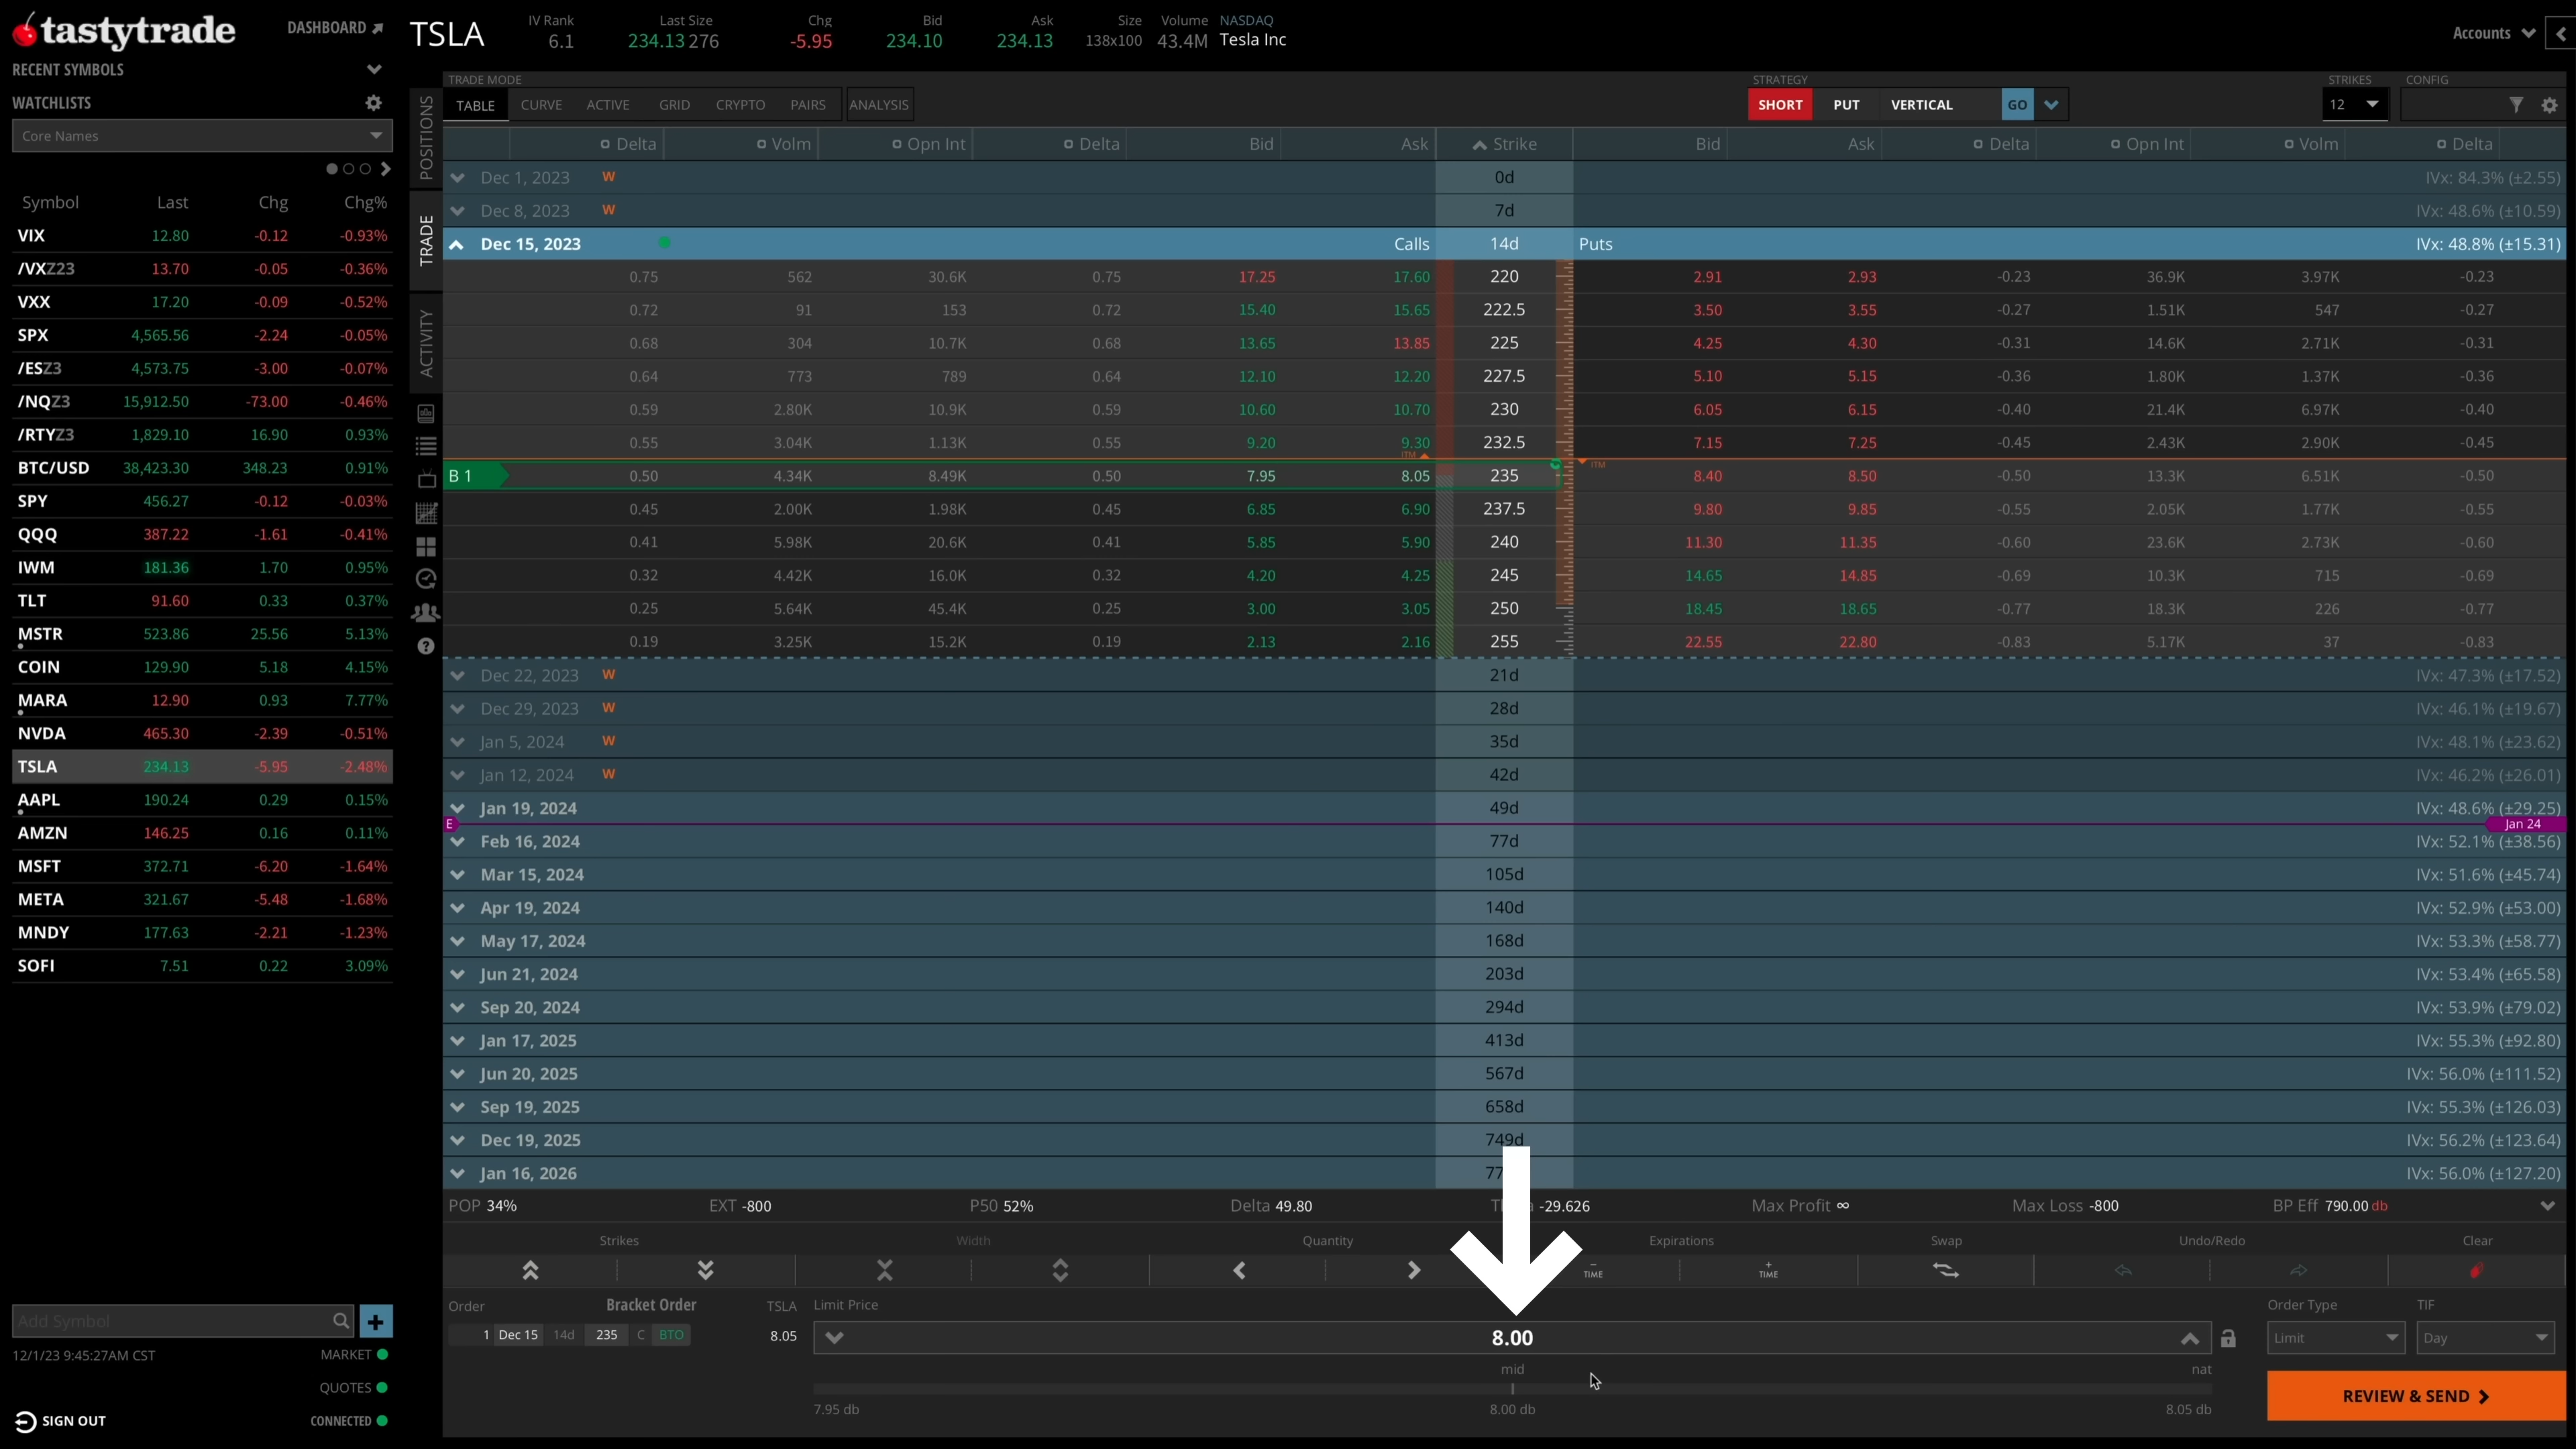 tastytrade DASHBOARD
TSLA
IV Rank Last Size Chg Bid Ask Size Volume NASDAQ
6.1 234.13 276 -5.95 234.10 234.13 138x100 43.4M Tesla Inc
Accounts
RECENT SYMBOLS
WATCHLISTS
Core Names
Symbol Last Chg Chg%
VIX 12.80 -0.12 -0.93%
/VXZ23 13.70 -0.05 -0.36%
VXX 17.20 -0.09 -0.52%
SPX 4,565.56 -2.24 -0.05%
/ESZ3 4,573.75 -3.00 -0.07%
/NQZ3 15,912.50 -73.00 -0.46%
/RTYZ3 1,829.10 16.90 0.93%
BTC/USD 38,423.30 348.23 0.91%
SPY 456.27 -0.12 -0.03%
QQQ 387.22 -1.61 -0.41%
IWM 181.36 1.70 0.95%
TLT 91.60 0.33 0.37%
MSTR 523.86 25.56 5.13%
COIN 129.90 5.18 4.15%
MARA 12.90 0.93 7.77%
NVDA 465.30 -2.39 -0.51%
TSLA 234.13 -5.95 -2.48%
AAPL 190.24 0.29 0.15%
AMZN 146.25 0.16 0.11%
MSFT 372.71 -6.20 -1.64%
META 321.67 -5.48 -1.68%
MNDY 177.63 -2.21 -1.23%
SOFI 7.51 0.22 3.09%
Add Symbol
12/1/23 9:45:27AM CST MARKET
QUOTES
SIGN OUT CONNECTED
POSITIONS
TRADE
ACTIVITY
TRADE MODE STRATEGY STRIKES CONFIG
TABLE CURVE ACTIVE GRID CRYPTO PAIRS ANALYSIS SHORT PUT VERTICAL GO 12
Delta Volm Opn Int Delta Bid Ask Strike Bid Ask Delta Opn Int Volm Delta
Dec 1, 2023 W 0d IVx: 84.3% (±2.55)
Dec 8, 2023 W 7d IVx: 48.6% (±10.59)
Dec 15, 2023 Calls 14d Puts IVx: 48.8% (±15.31)
0.75 562 30.6K 0.75 17.25 17.60 220 2.91 2.93 -0.23 36.9K 3.97K -0.23
0.72 91 153 0.72 15.40 15.65 222.5 3.50 3.55 -0.27 1.51K 547 -0.27
0.68 304 10.7K 0.68 13.65 13.85 225 4.25 4.30 -0.31 14.6K 2.71K -0.31
0.64 773 789 0.64 12.10 12.20 227.5 5.10 5.15 -0.36 1.80K 1.37K -0.36
0.59 2.80K 10.9K 0.59 10.60 10.70 230 6.05 6.15 -0.40 21.4K 6.97K -0.40
0.55 3.04K 1.13K 0.55 9.20 9.30 232.5 7.15 7.25 -0.45 2.43K 2.90K -0.45
ITM ITM
B 1 0.50 4.34K 8.49K 0.50 7.95 8.05 235 8.40 8.50 -0.50 13.3K 6.51K -0.50
0.45 2.00K 1.98K 0.45 6.85 6.90 237.5 9.80 9.85 -0.55 2.05K 1.77K -0.55
0.41 5.98K 20.6K 0.41 5.85 5.90 240 11.30 11.35 -0.60 23.6K 2.73K -0.60
0.32 4.42K 16.0K 0.32 4.20 4.25 245 14.65 14.85 -0.69 10.3K 715 -0.69
0.25 5.64K 45.4K 0.25 3.00 3.05 250 18.45 18.65 -0.77 18.3K 226 -0.77
0.19 3.25K 15.2K 0.19 2.13 2.16 255 22.55 22.80 -0.83 5.17K 37 -0.83
Dec 22, 2023 W 21d IVx: 47.3% (±17.52)
Dec 29, 2023 W 28d IVx: 46.1% (±19.67)
Jan 5, 2024 W 35d IVx: 48.1% (±23.62)
Jan 12, 2024 W 42d IVx: 46.2% (±26.01)
Jan 19, 2024 49d IVx: 48.6% (±29.25)
E Jan 24
Feb 16, 2024 77d IVx: 52.1% (±38.56)
Mar 15, 2024 105d IVx: 51.6% (±45.74)
Apr 19, 2024 140d IVx: 52.9% (±53.00)
May 17, 2024 168d IVx: 53.3% (±58.77)
Jun 21, 2024 203d IVx: 53.4% (±65.58)
Sep 20, 2024 294d IVx: 53.9% (±79.02)
Jan 17, 2025 413d IVx: 55.3% (±92.80)
Jun 20, 2025 567d IVx: 56.0% (±111.52)
Sep 19, 2025 658d IVx: 55.3% (±126.03)
Dec 19, 2025 749d IVx: 56.2% (±123.64)
Jan 16, 2026 IVx: 56.0% (±127.20)
POP 34% EXT -800 P50 52% Delta 49.80 -29.626 Max Profit ∞ Max Loss -800 BP Eff 790.00 db
Strikes Width Quantity Expirations Swap Undo/Redo Clear
- TIME + TIME
Order Bracket Order TSLA Limit Price Order Type TIF
1 Dec 15 14d 235 C BTO 8.05 8.00 Limit Day
mid nat
7.95 db 8.00 db 8.05 db
REVIEW & SEND